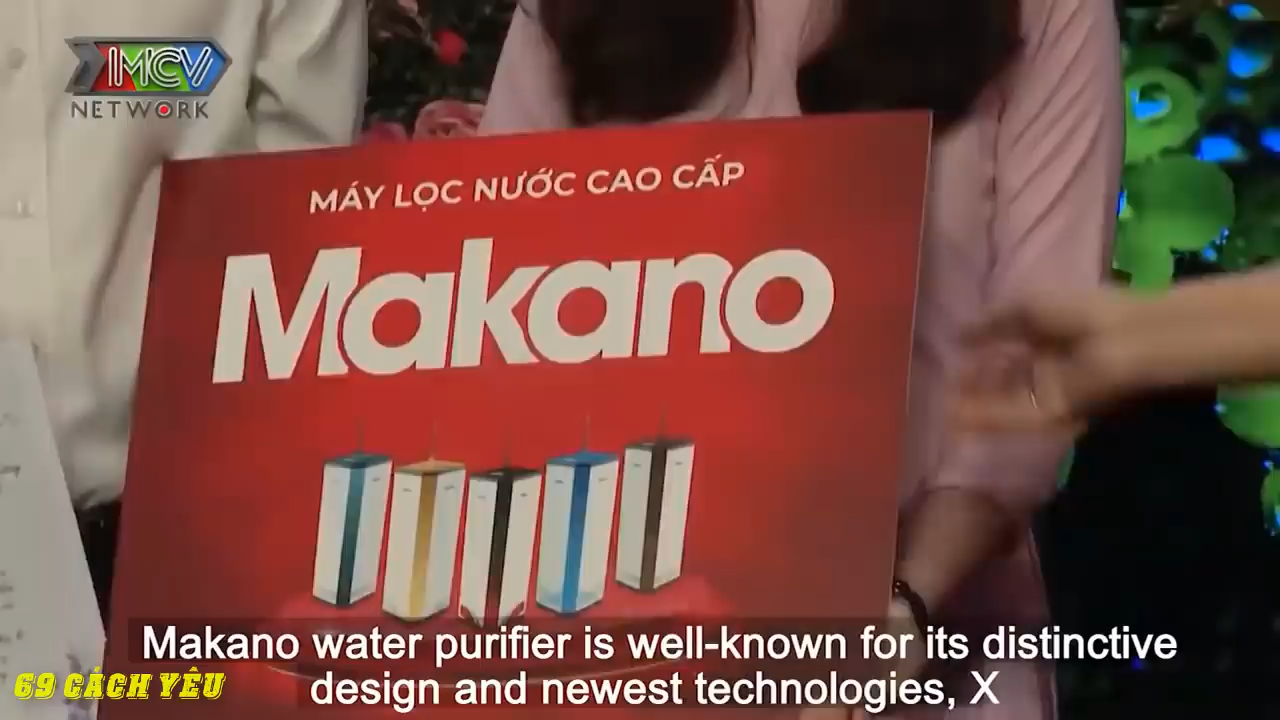 MCV
NETWORK
MÁY LỌC NƯỚC CAO CẤP
Makano
Makano water purifier is well-known for its distinctive
design and newest technologies, X
69 CÁCH YÊU